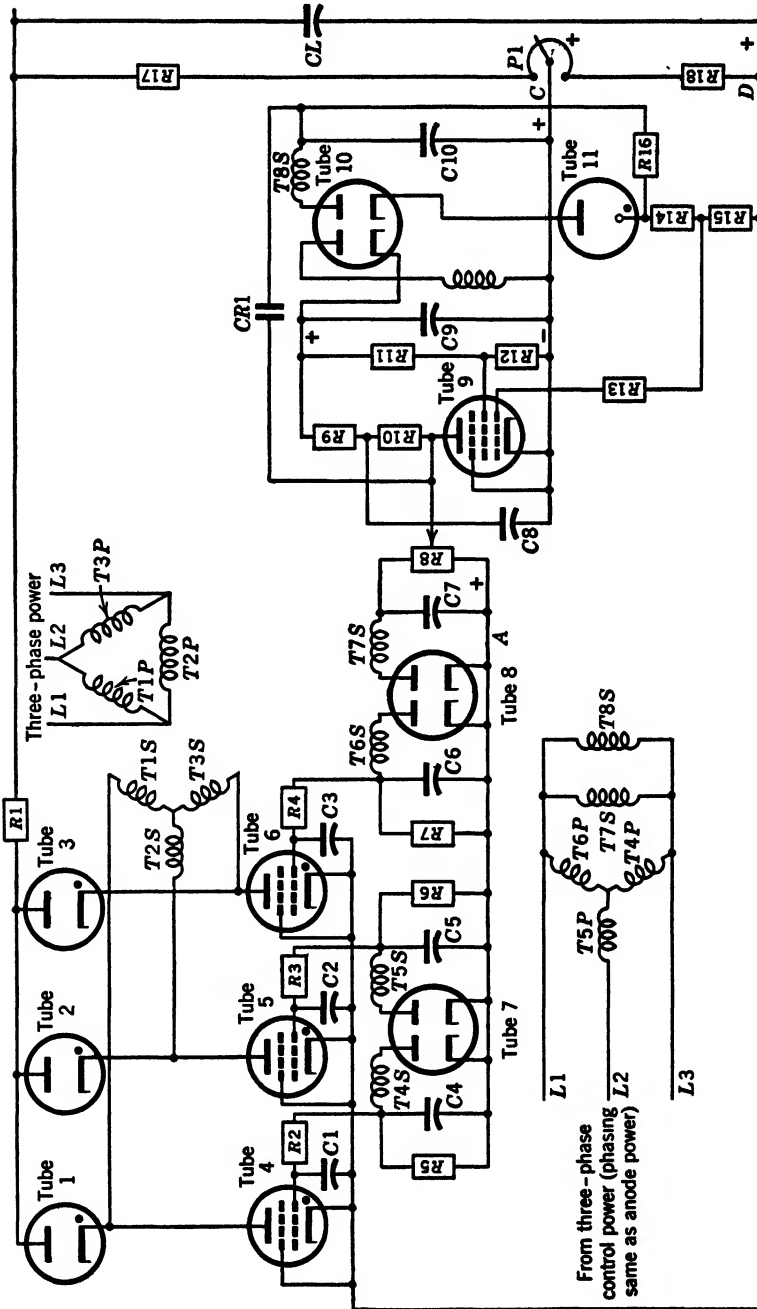 Three-phase power
L1
L2
L3
T1P
T3P
T2P
R1
Tube
1
Tube
2
Tube
3
T1S
T2S
T3S
Tube
4
Tube
5
Tube
6
R2
C1
R3
C2
R4
C3
T4S
T5S
T6S
T7S
R5
C4
C5
R6
R7
C6
C7
R8
Tube 7
Tube 8
A
+
CR1
T8S
Tube
10
C10
C9
R9
R10
R11
R12
+
-
Tube
9
C8
R13
Tube
11
R14
R15
R16
R17
CL
P1
C
+
+
R18
D
+
From three-phase
control power (phasing
same as anode power)
L1
L2
L3
T5P
T6P
T4P
T7S
T8S